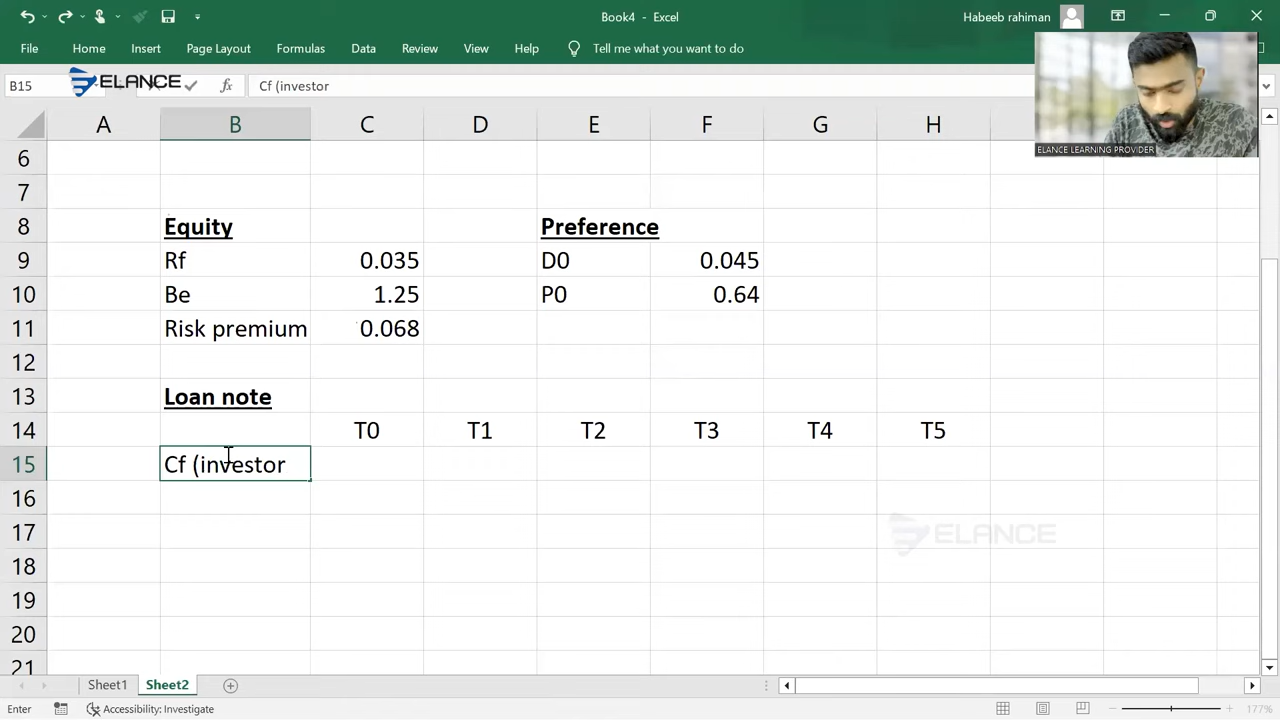 Book4 - Excel
Habeeb rahiman
File Home Insert Page Layout Formulas Data Review View Help Tell me what you want to do
B15 Cf (investor
ELANCE
ELANCE LEARNING PROVIDER
A B C D E F G H
6
7
8 Equity Preference
9 Rf 0.035 D0 0.045
10 Be 1.25 P0 0.64
11 Risk premium 0.068
12
13 Loan note
14 T0 T1 T2 T3 T4 T5
15 Cf (investor
16
17
ELANCE
18
19
20
21
Sheet1 Sheet2
Enter Accessibility: Investigate 177%